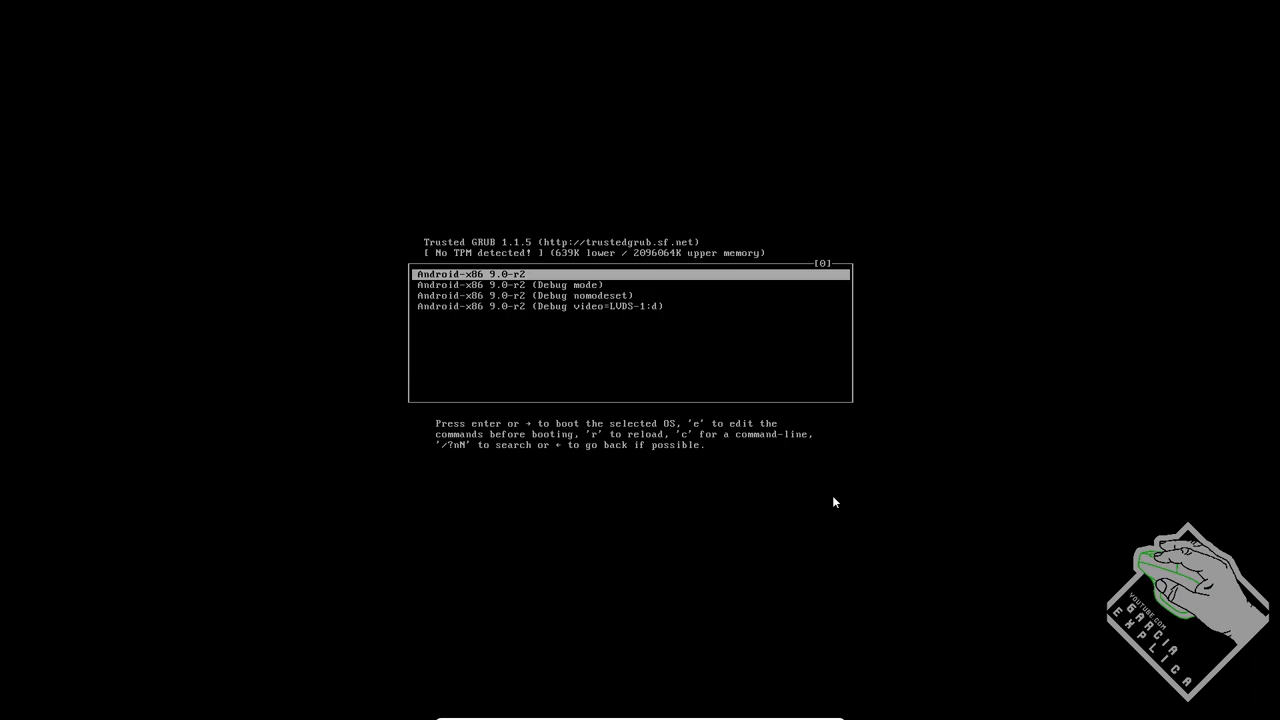 Trusted GRUB 1.1.5 (http://trustedgrub.sf.net)
[ No TPM detected! ] (639K lower / 2096064K upper memory)
[0]
Android-x86 9.0-r2
Android-x86 9.0-r2 (Debug mode)
Android-x86 9.0-r2 (Debug nomodeset)
Android-x86 9.0-r2 (Debug video=LVDS-1:d)
Press enter or → to boot the selected OS, 'e' to edit the
commands before booting, 'r' to reload, 'c' for a command-line,
'/?nN' to search or ← to go back if possible.
YOUTUBE.COM
GARCIA
EXPLICA